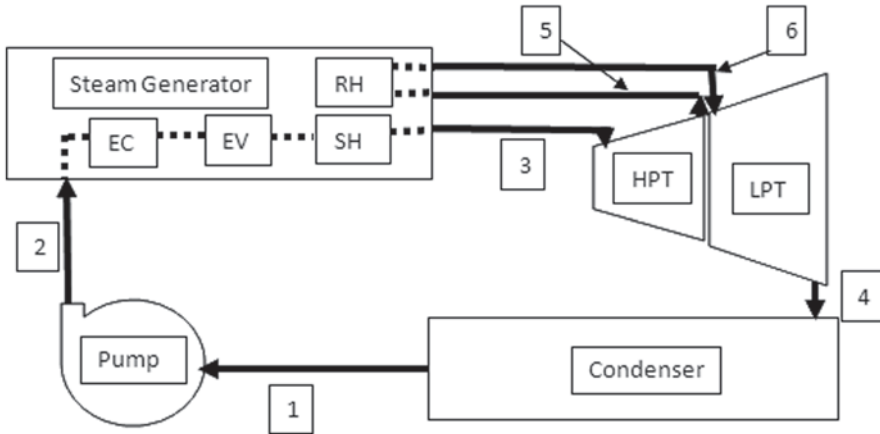 5
6
Steam Generator
RH
EC
EV
SH
3
HPT
LPT
2
4
Pump
Condenser
1